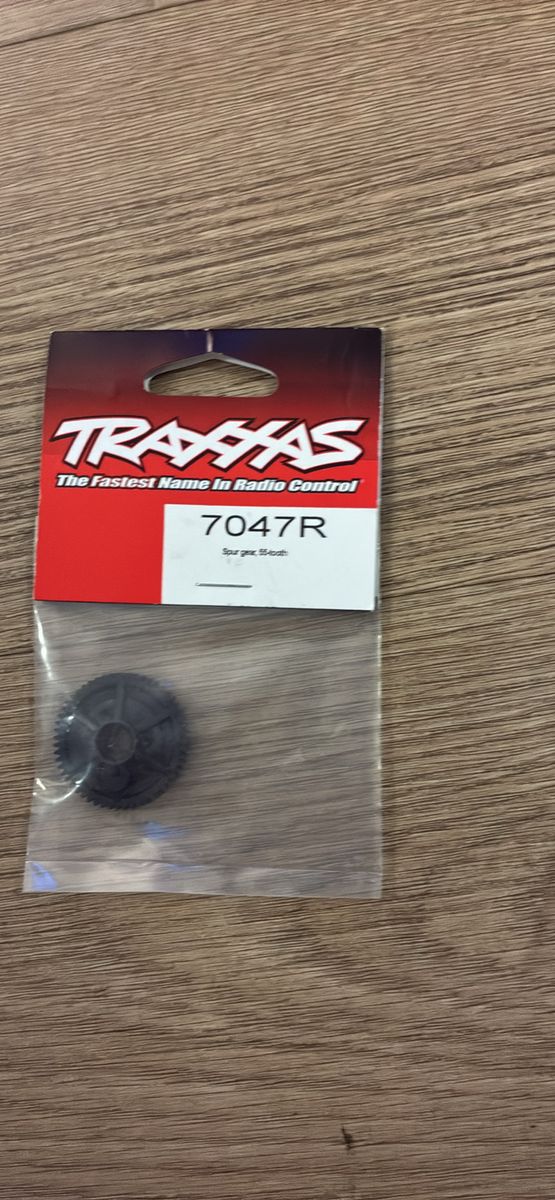 TRAXXAS
The Fastest Name In Radio Control
7047R
Spur gear, 55-tooth